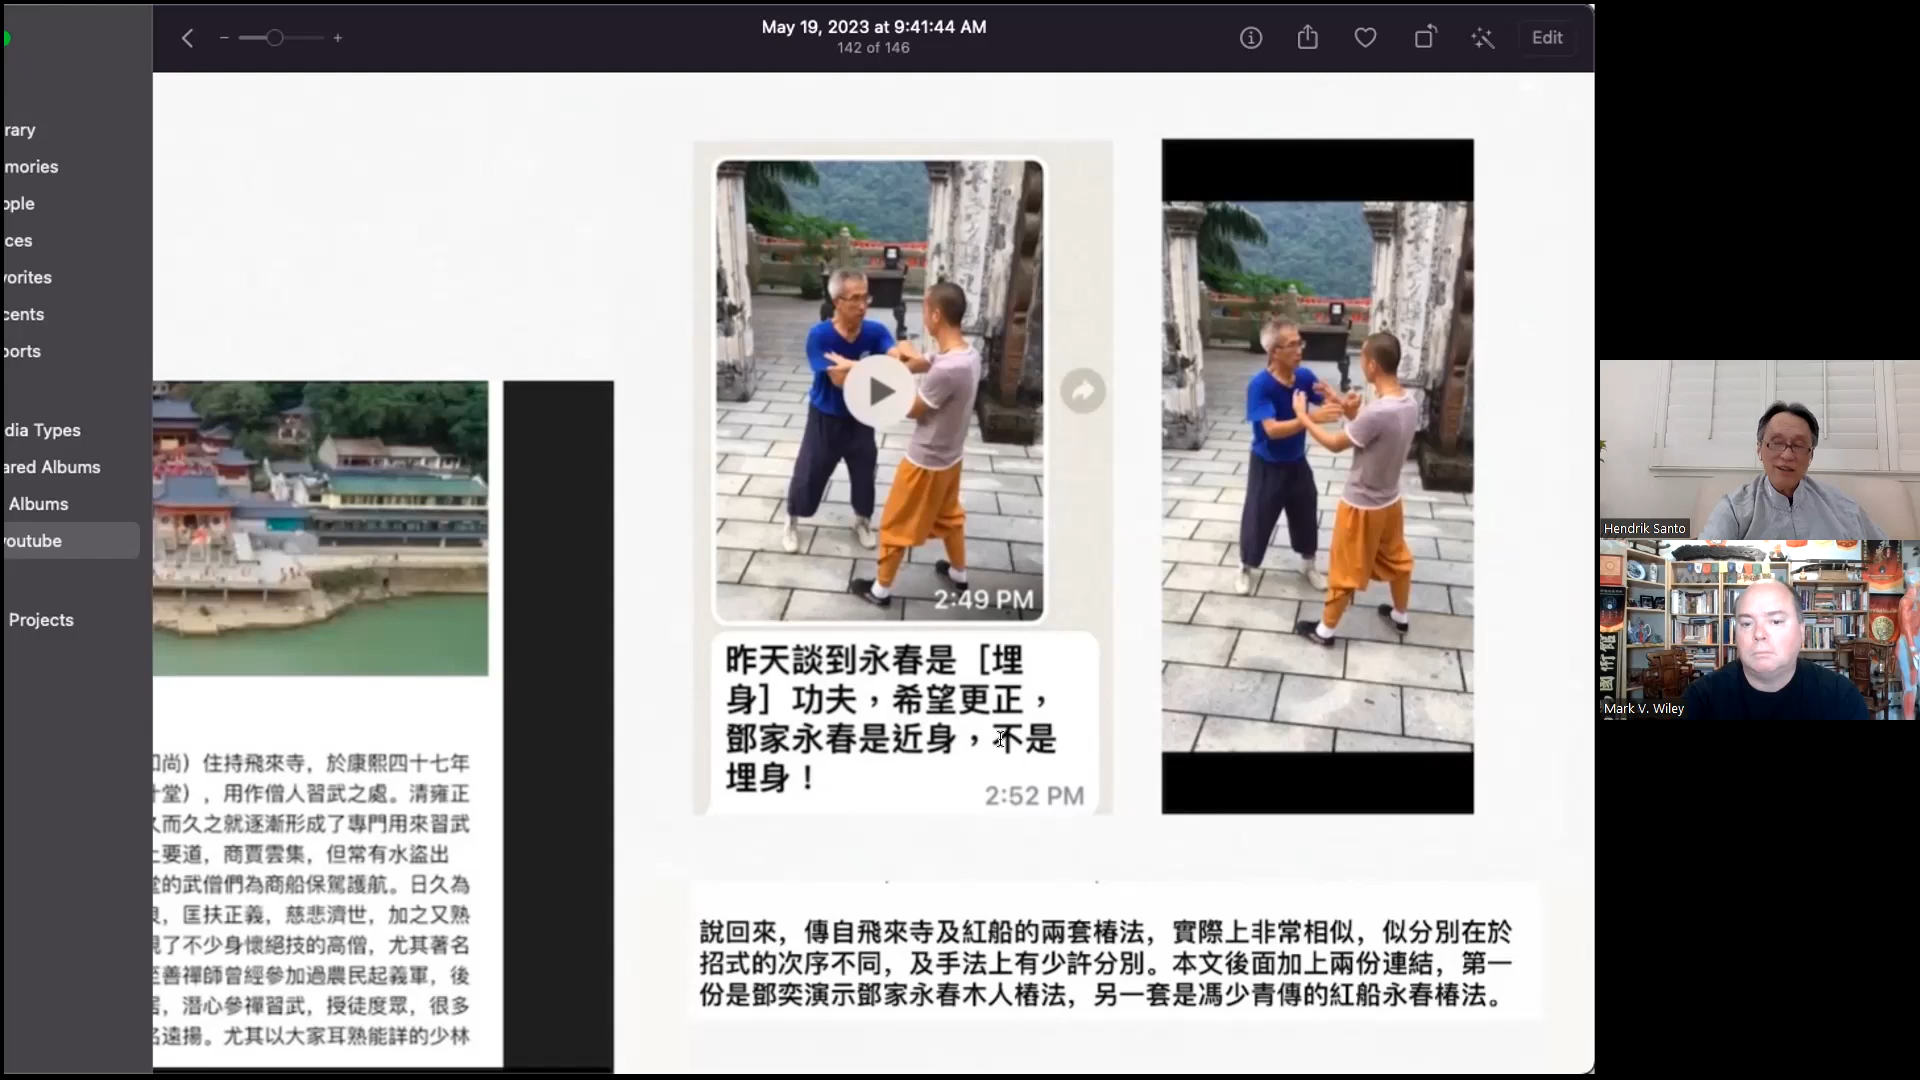 May 19, 2023 at 9:41:44 AM
142 of 146
Edit
rary
mories
ople
ces
vorites
cents
ports
dia Types
ared Albums
Albums
youtube
Projects
2:49 PM
昨天談到永春是［埋
身］功夫，希望更正，
鄧家永春是近身，不是
埋身！
2:52 PM
尚）住持飛來寺，於康熙四十七年
堂），用作僧人習武之處。清雍正
而久之就逐漸形成了專門用來習武
要道，商賈雲集，但常有水盜出
的武僧們為商船保駕護航。日久為
，匡扶正義，慈悲濟世，加之又熟
了不少身懷絕技的高僧，尤其著名
至善禪師曾經參加過農民起義軍，後
，潛心參禪習武，授徒度眾，很多
遠揚。尤其以大家耳熟能詳的少林
說回來，傳自飛來寺及紅船的兩套樁法，實際上非常相似，似分別在於
招式的次序不同，及手法上有少許分別。本文後面加上兩份連結，第一
份是鄧奕演示鄧家永春木人樁法，另一套是馮少青傳的紅船永春樁法。
Hendrik Santo
Mark V. Wiley